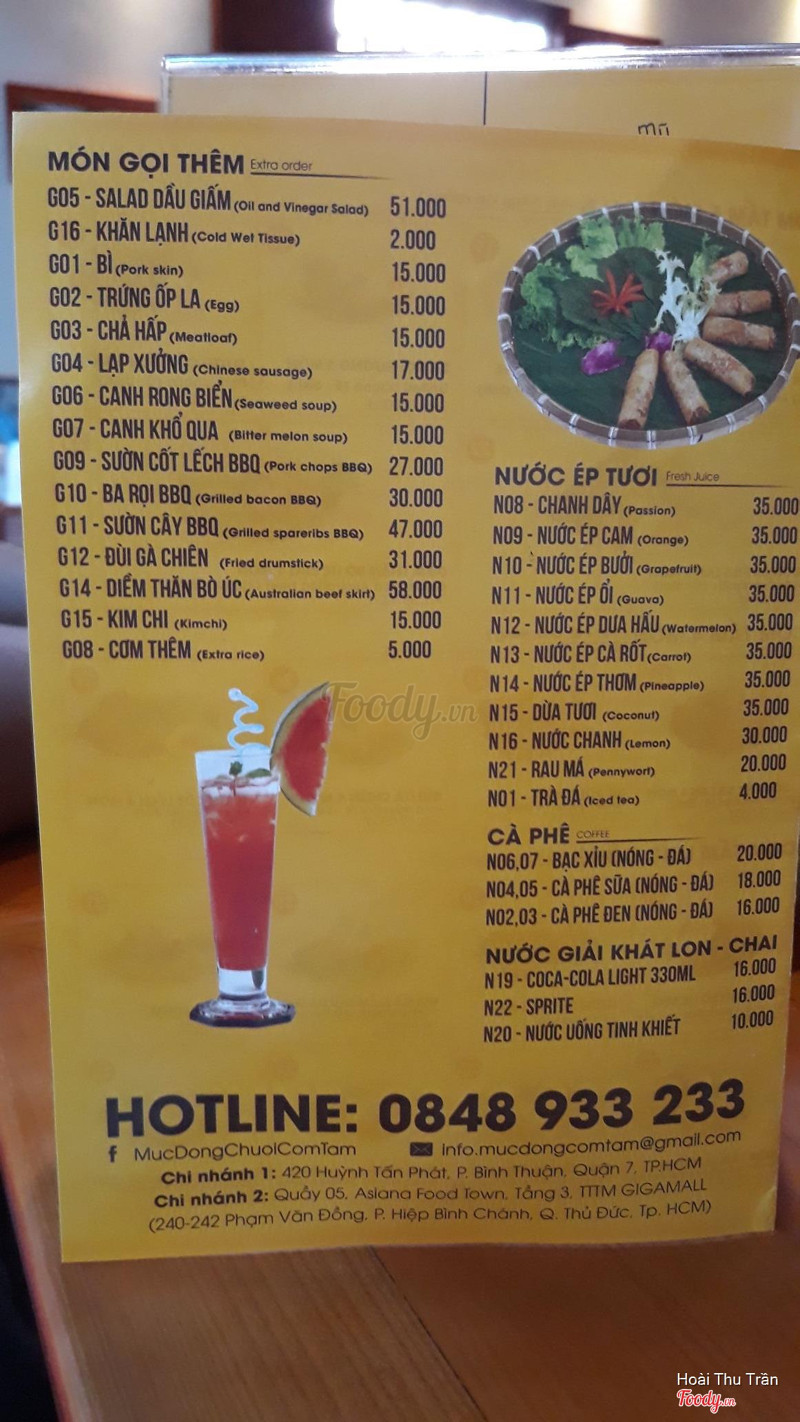 mũ
MÓN GỌI THÊM Extra order
G05 - SALAD DẦU GIẤM (Oil and Vinegar Salad) 51.000
G16 - KHĂN LẠNH (Cold Wet Tissue) 2.000
G01 - BÌ (Pork skin) 15.000
G02 - TRỨNG ỐP LA (Egg) 15.000
G03 - CHẢ HẤP (Meatloaf) 15.000
G04 - LẠP XƯỞNG (Chinese sausage) 17.000
G06 - CANH RONG BIỂN (Seaweed soup) 15.000
G07 - CANH KHỔ QUA (Bitter melon soup) 15.000
G09 - SƯỜN CỐT LẾCH BBQ (Pork chops BBQ) 27.000
G10 - BA RỌI BBQ (Grilled bacon BBQ) 30.000
G11 - SƯỜN CÂY BBQ (Grilled spareribs BBQ) 47.000
G12 - ĐÙI GÀ CHIÊN (Fried drumstick) 31.000
G14 - DIỀM THĂN BÒ ÚC (Australian beef skirt) 58.000
G15 - KIM CHI (Kimchi) 15.000
G08 - CƠM THÊM (Extra rice) 5.000
Foody.vn
NƯỚC ÉP TƯƠI Fresh Juice
N08 - CHANH DÂY (Passion) 35.000
N09 - NƯỚC ÉP CAM (Orange) 35.000
N10 - NƯỚC ÉP BƯỞI (Grapefruit) 35.000
N11 - NƯỚC ÉP ỔI (Guava) 35.000
N12 - NƯỚC ÉP DƯA HẤU (Watermelon) 35.000
N13 - NƯỚC ÉP CÀ RỐT (Carrot) 35.000
N14 - NƯỚC ÉP THƠM (Pineapple) 35.000
N15 - DỪA TƯƠI (Coconut) 35.000
N16 - NƯỚC CHANH (Lemon) 30.000
N21 - RAU MÁ (Pennywort) 20.000
N01 - TRÀ ĐÁ (Iced tea) 4.000
CÀ PHÊ COFFEE
N06,07 - BẠC XỈU (NÓNG - ĐÁ) 20.000
N04,05 - CÀ PHÊ SỮA (NÓNG - ĐÁ) 18.000
N02,03 - CÀ PHÊ ĐEN (NÓNG - ĐÁ) 16.000
NƯỚC GIẢI KHÁT LON - CHAI
N19 - COCA-COLA LIGHT 330ML 16.000
N22 - SPRITE 16.000
N20 - NƯỚC UỐNG TINH KHIẾT 10.000
HOTLINE: 0848 933 233
f MucDongChuoiComTam info.mucdongcomtam@gmail.com
Chi nhánh 1: 420 Huỳnh Tấn Phát, P. Bình Thuận, Quận 7, TP.HCM
Chi nhánh 2: Quầy 05, Asiana Food Town, Tầng 3, TTTM GIGAMALL
(240-242 Phạm Văn Đồng, P. Hiệp Bình Chánh, Q. Thủ Đức, Tp. HCM)
Hoài Thu Trần
Foody.vn